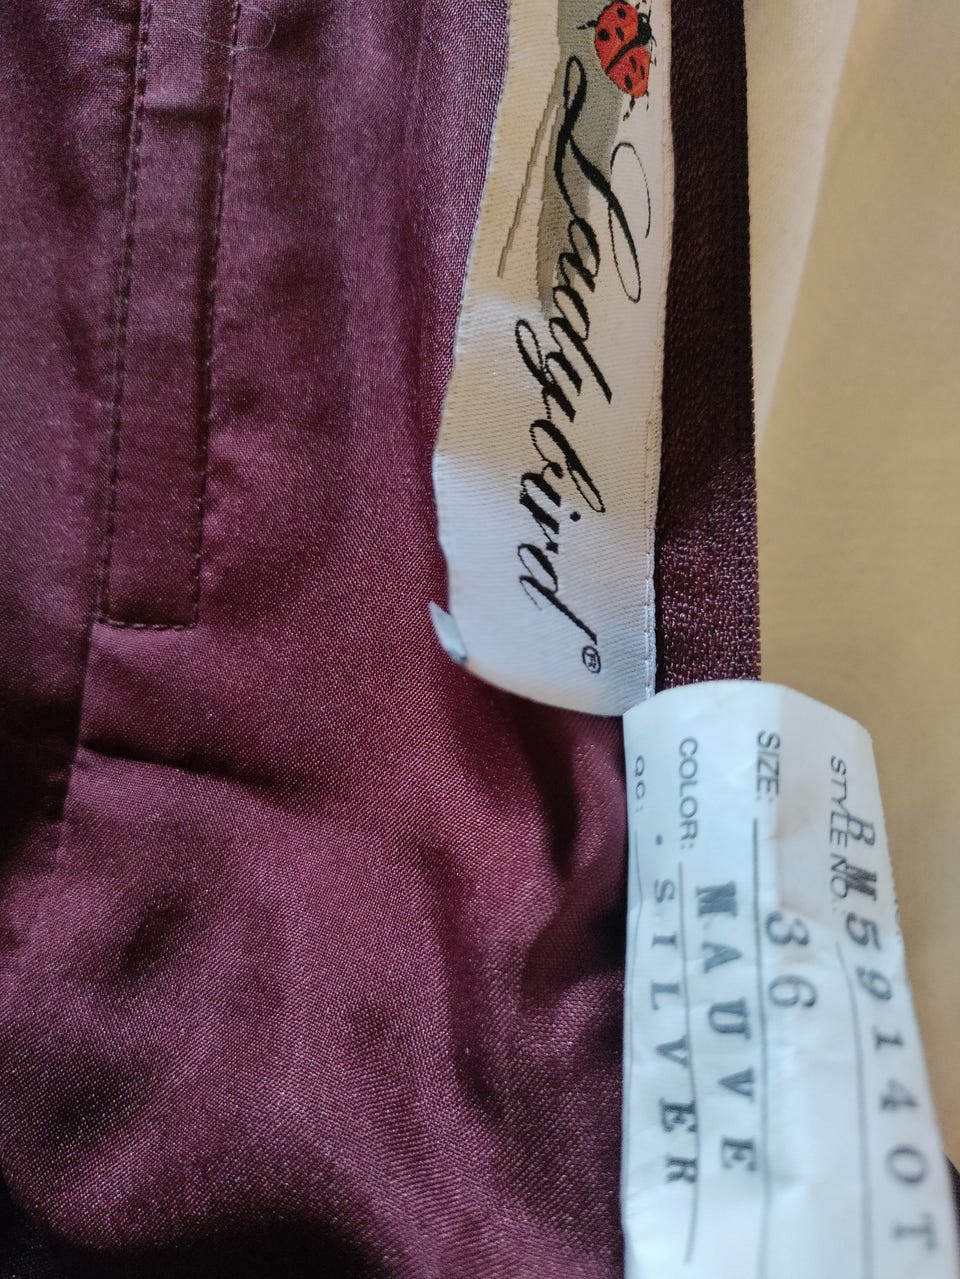 Ladybird®
STYLE NO. RM59140T
SIZE: 36
COLOR: MAUVE
SILVER
QC: